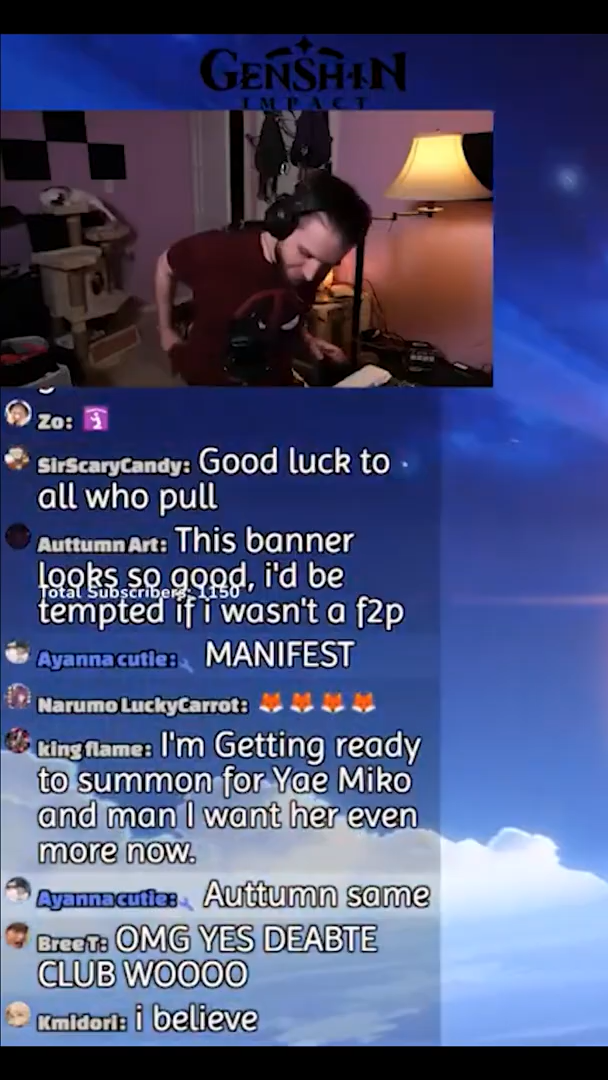 GENSHIN
IMPACT
Zo:
SirScaryCandy: Good luck to
all who pull
Auttumn Art: This banner
looks so good, i'd be
Total Subscribers: 1150
tempted if i wasn't a f2p
Ayanna cutie: MANIFEST
Narumo LuckyCarrot: 🦊 🦊 🦊 🦊
king flame: I'm Getting ready
to summon for Yae Miko
and man I want her even
more now.
Ayanna cutie: Auttumn same
Bree T: OMG YES DEABTE
CLUB WOOOO
Kmidori: i believe